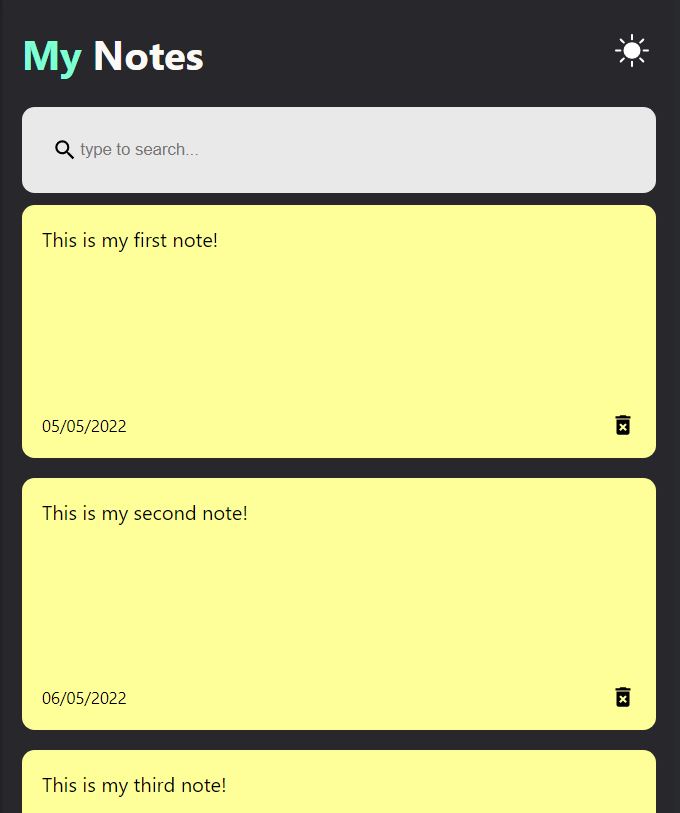 My Notes
type to search...
This is my first note!
05/05/2022
This is my second note!
06/05/2022
This is my third note!